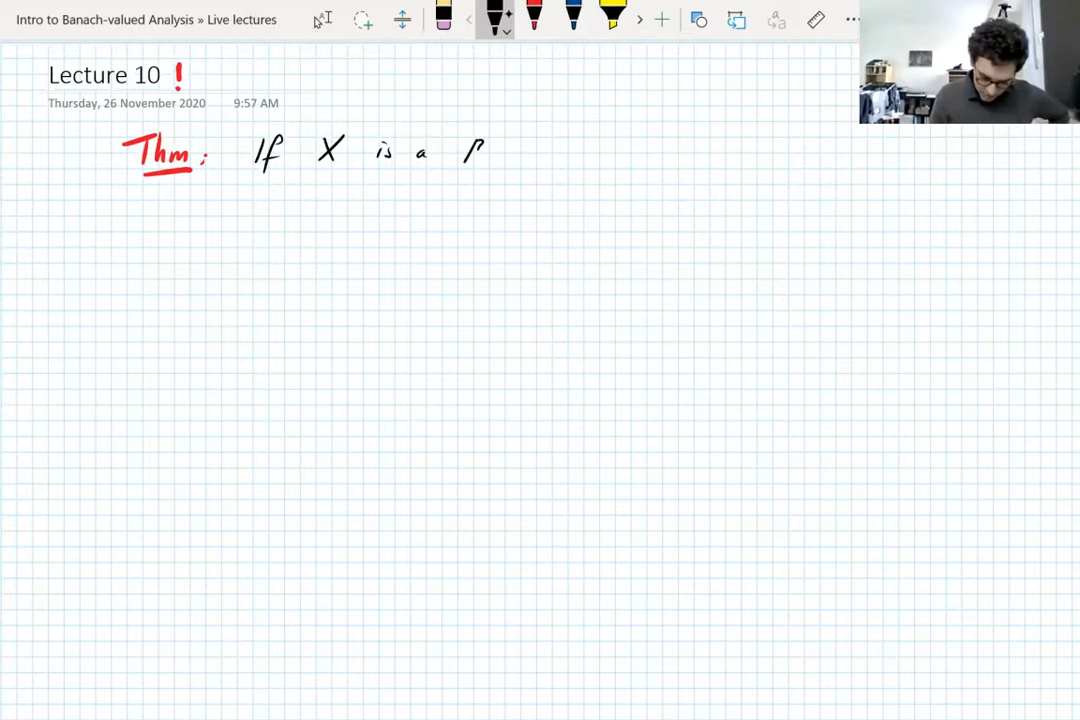 Intro to Banach-valued Analysis » Live lectures
Lecture 10 !
Thursday, 26 November 2020 9:57 AM
Thm: If X is a